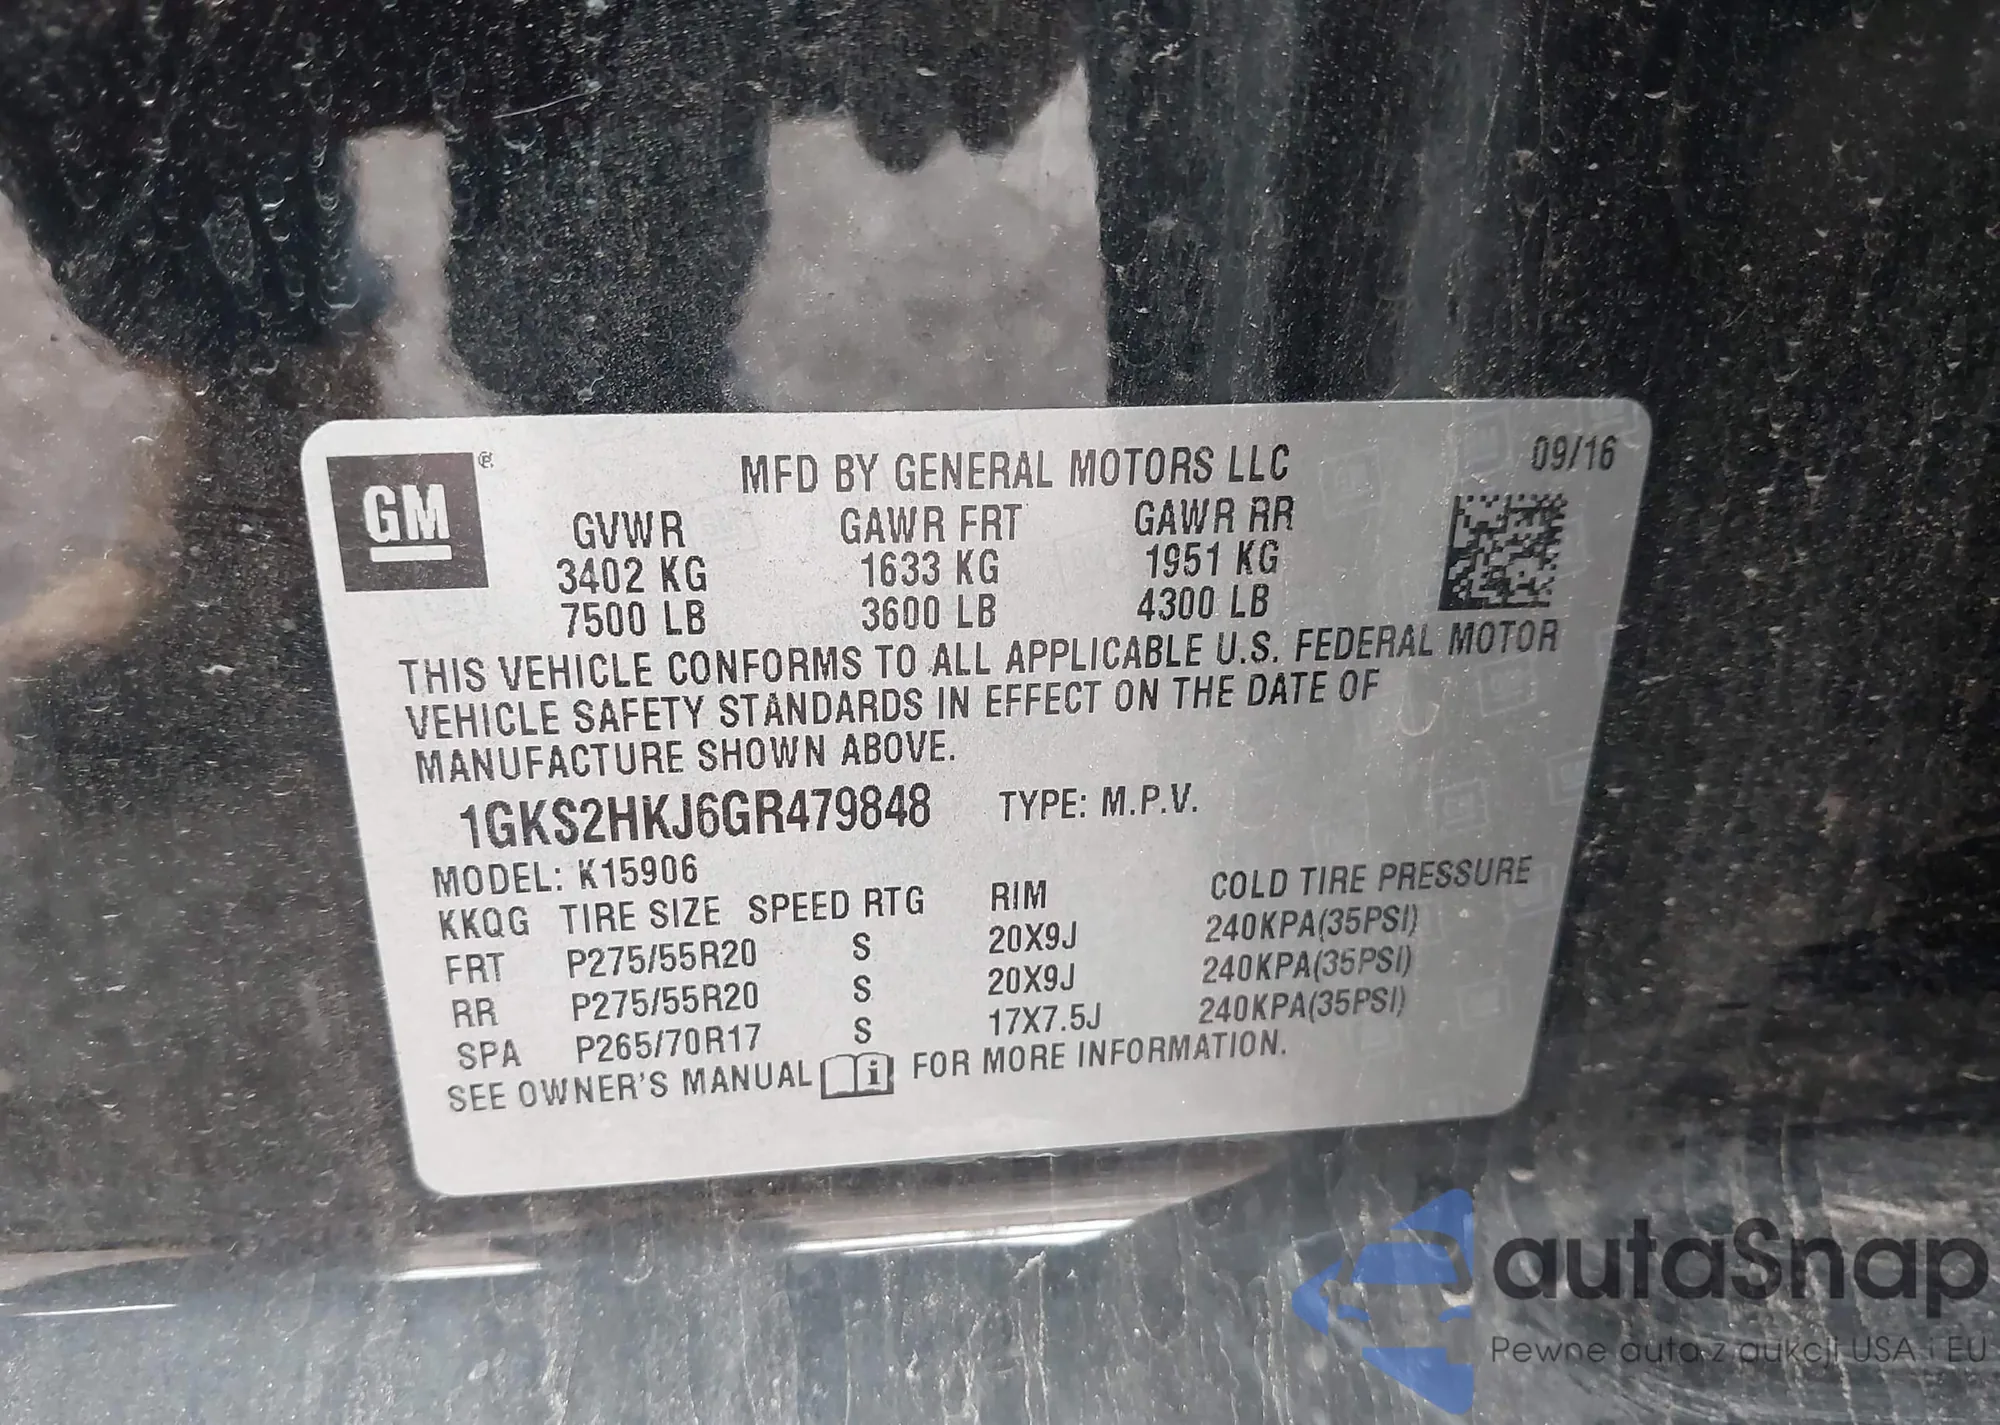 GM ®
MFD BY GENERAL MOTORS LLC 09/16
GVWR GAWR FRT GAWR RR
3402 KG 1633 KG 1951 KG
7500 LB 3600 LB 4300 LB
THIS VEHICLE CONFORMS TO ALL APPLICABLE U.S. FEDERAL MOTOR
VEHICLE SAFETY STANDARDS IN EFFECT ON THE DATE OF
MANUFACTURE SHOWN ABOVE.
1GKS2HKJ6GR479848 TYPE: M.P.V.
MODEL: K15906
KKQG TIRE SIZE SPEED RTG RIM COLD TIRE PRESSURE
FRT P275/55R20 S 20X9J 240KPA(35PSI)
RR P275/55R20 S 20X9J 240KPA(35PSI)
SPA P265/70R17 S 17X7.5J 240KPA(35PSI)
SEE OWNER'S MANUAL i FOR MORE INFORMATION.
autaSnap
Pewne auta z aukcji USA i EU